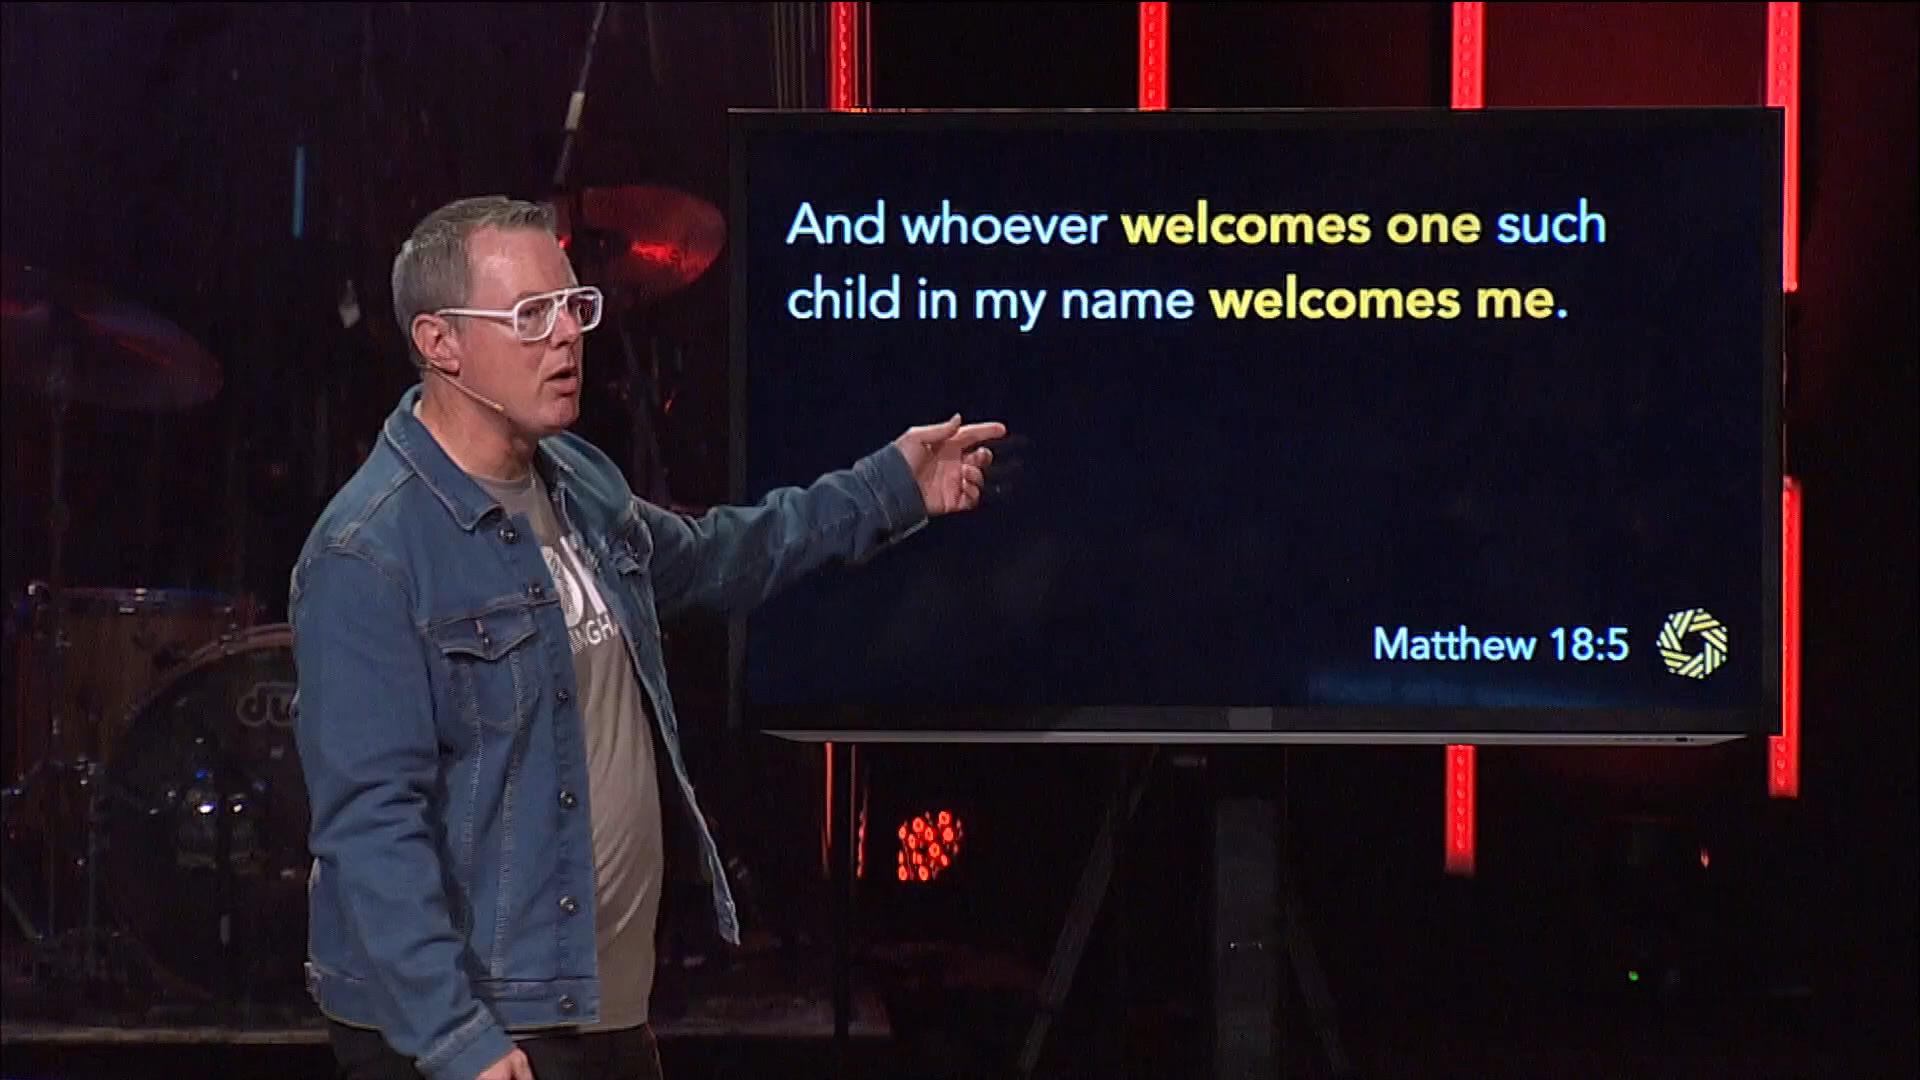 And whoever welcomes one such
child in my name welcomes me.
Matthew 18:5